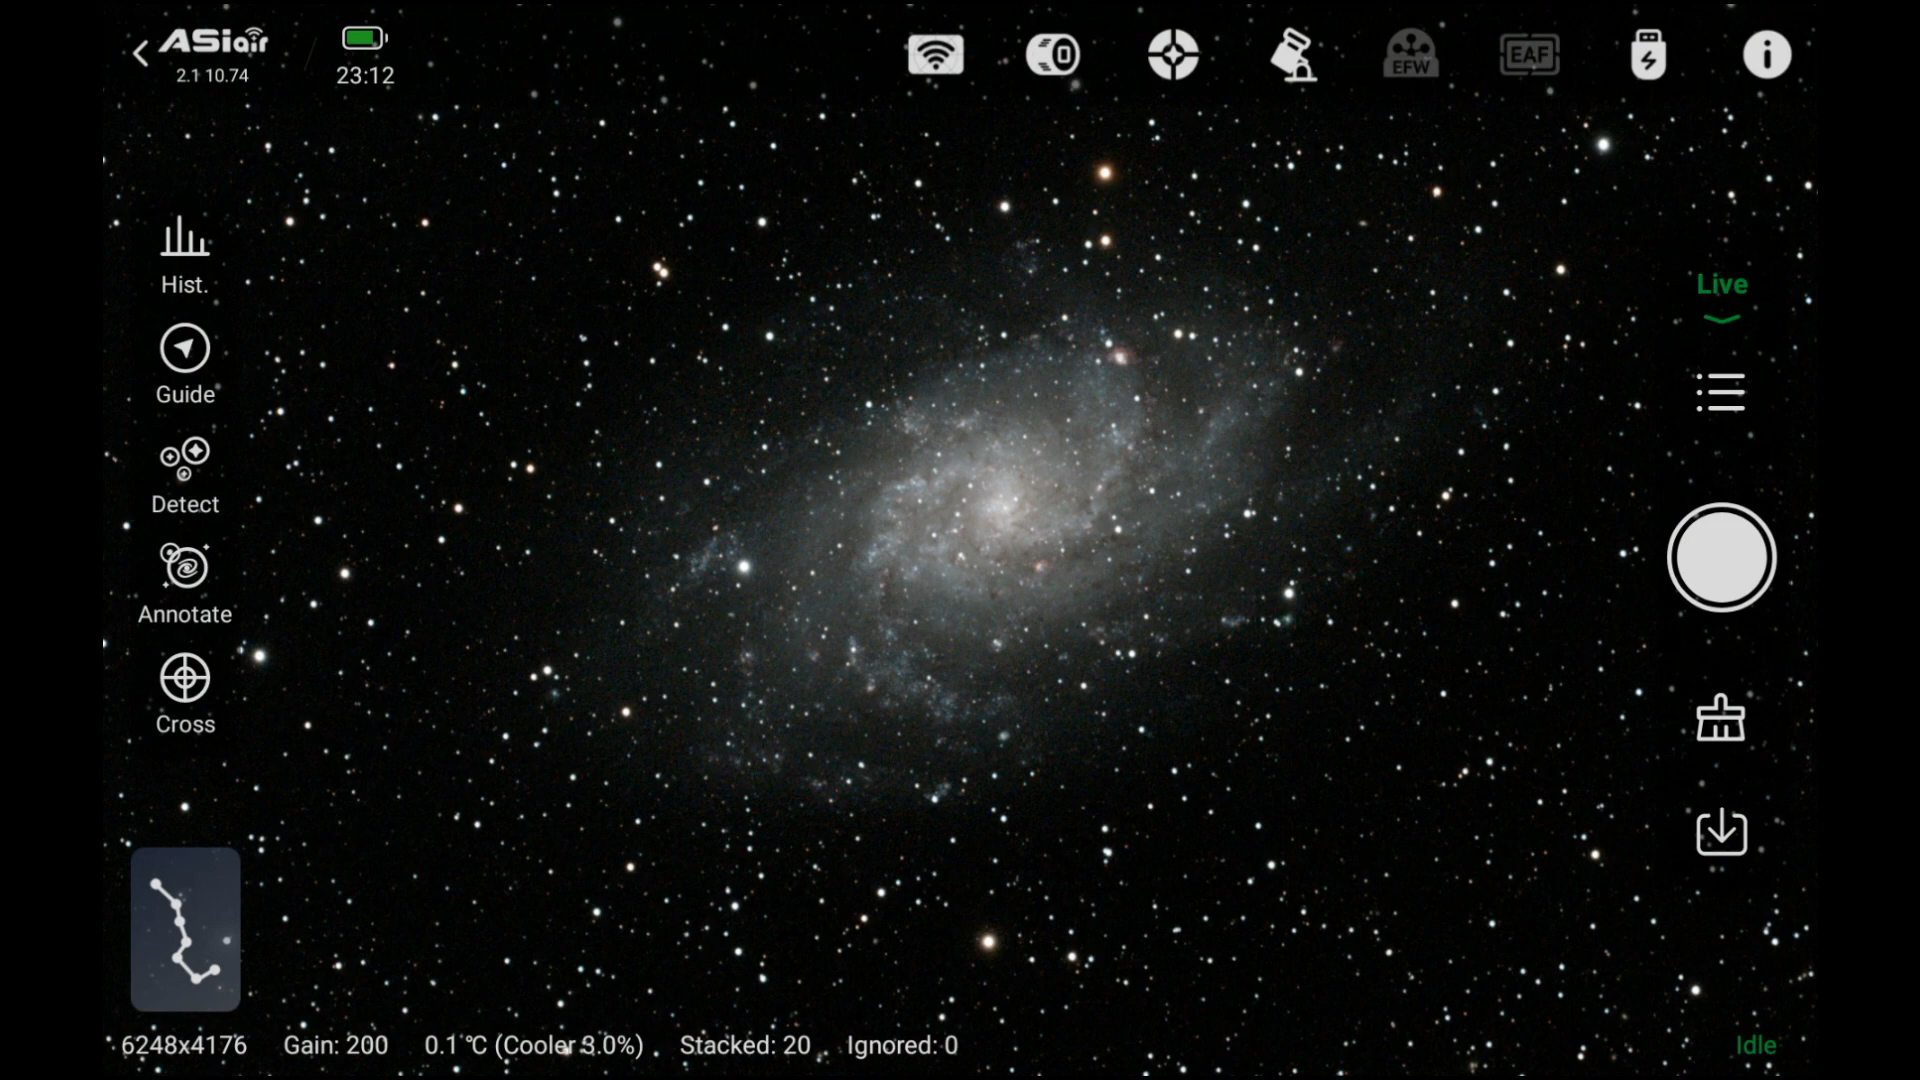 ASiair
2.1 10.74
23:12
EFW
EAF
Hist.
Guide
Detect
Annotate
Cross
Live
6248x4176 Gain: 200 0.1 ℃ (Cooler 3.0%) Stacked: 20 Ignored: 0
Idle